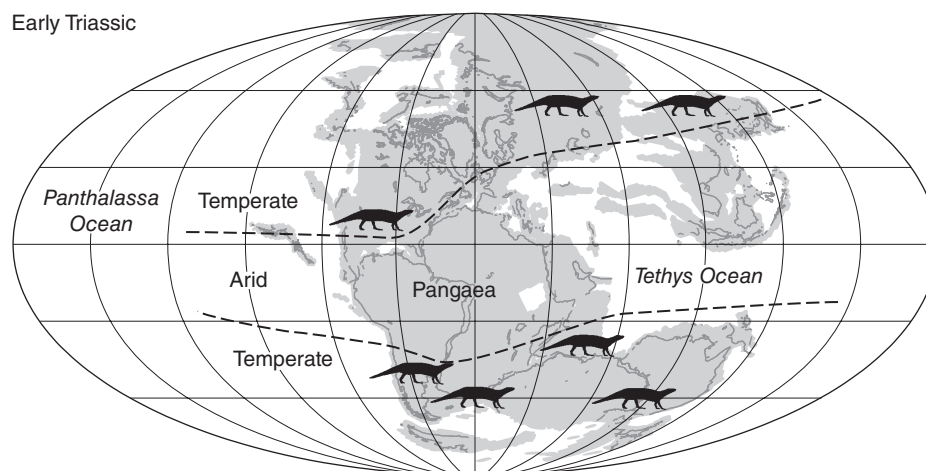 Early Triassic
Panthalassa
Ocean
Temperate
Arid
Pangaea
Tethys Ocean
Temperate